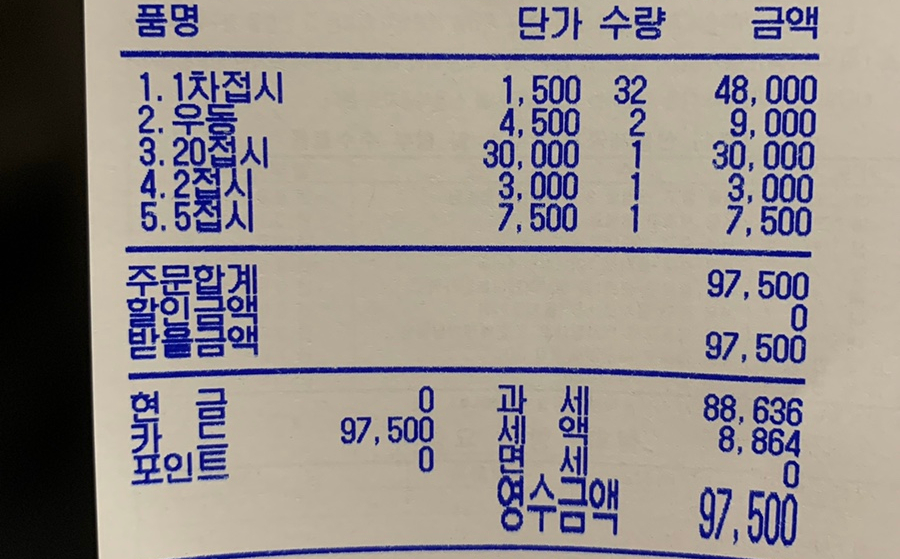 품명 단가 수량 금액
1. 1차접시 1,500 32 48,000
2. 우동 4,500 2 9,000
3. 20접시 30,000 1 30,000
4. 2접시 3,000 1 3,000
5. 5접시 7,500 1 7,500
주문합계 97,500
할인금액 0
받을금액 97,500
현 금 0 과 세 88,636
카 드 97,500 세 액 8,864
포인트 0 면 세 0
영수금액 97,500